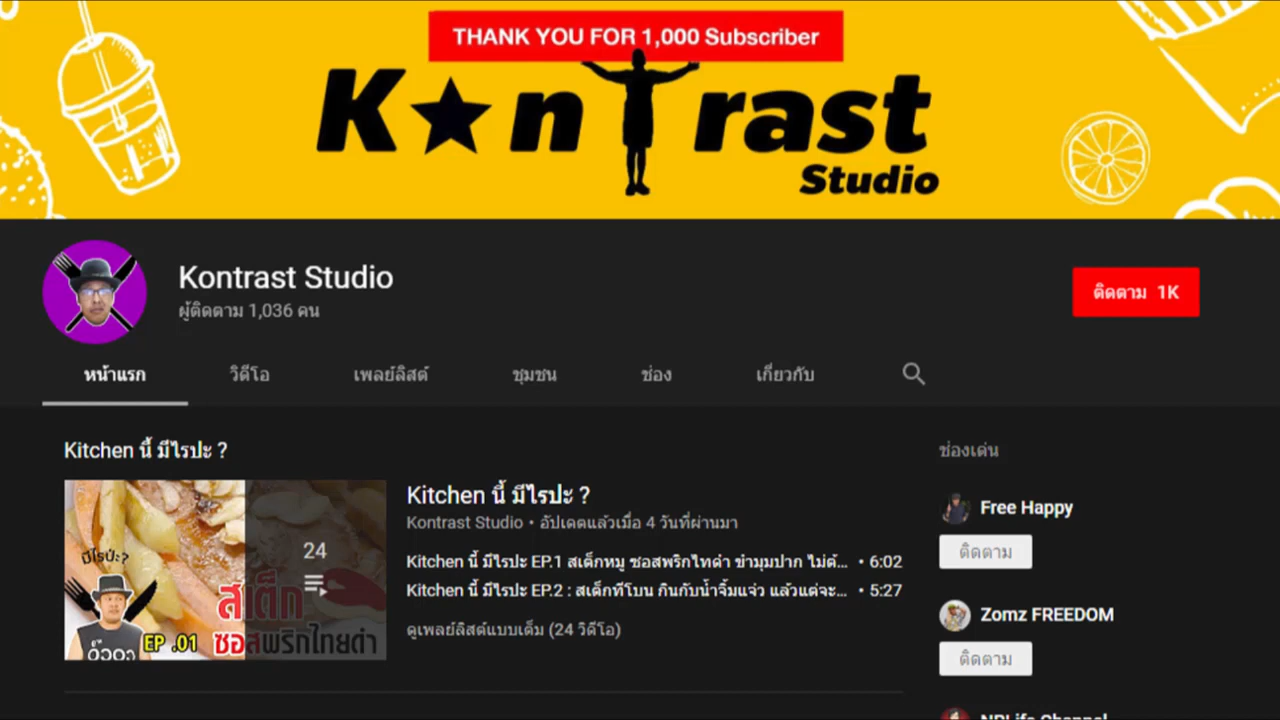 THANK YOU FOR 1,000 Subscriber
K★nTrast
Studio
Kontrast Studio
ผู้ติดตาม 1,036 คน
ติดตาม 1K
หน้าแรก วิดีโอ เพลย์ลิสต์ ชุมชน ช่อง เกี่ยวกับ
Kitchen นี้ มีไรปะ ?
มีไรป่ะ?
EP .01
สเต็ก
ซอสพริกไทยดำ
24
Kitchen นี้ มีไรปะ ?
Kontrast Studio • อัปเดตแล้วเมื่อ 4 วันที่ผ่านมา
Kitchen นี้ มีไรปะ EP.1 สเต็กหมู ซอสพริกไทดำ ขำมุมปาก ไม่ต้... • 6:02
Kitchen นี้ มีไรปะ EP.2 : สเต็กทีโบน กินกับน้ำจิ้มแจ่ว แล้วแต่จะ... • 5:27
ดูเพลย์ลิสต์แบบเต็ม (24 วิดีโอ)
ช่องเด่น
Free Happy
ติดตาม
Zomz FREEDOM
ติดตาม